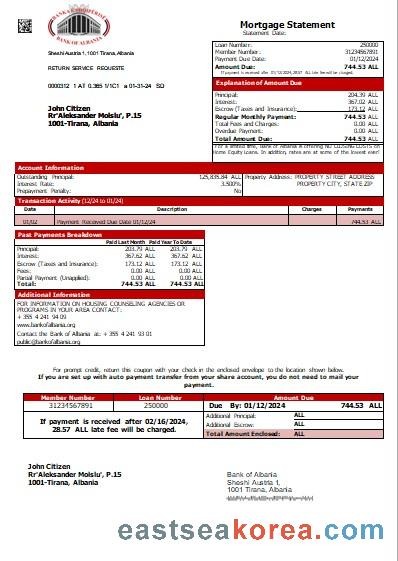 BANKA E SHQIPERISE
BANK OF ALBANIA
Mortgage Statement
Statement Date:
Sheshi Austria 1, 1001 Tirana, Albania
RETURN SERVICE REQUESTE
0000312 1 AT 0.365 1/1C1 a 01-31-24 SQ
John Citizen
Rr'Aleksander Moisiu', P.15
1001-Tirana, Albania
Loan Number: 250000
Member Number: 31234567891
Payment Due Date: 01/12/2024
Amount Due: 744.53 ALL
If payment is received after 01/12/2024, 28.57 ALL late fee will be charged.
Explanation of Amount Due
Principal: 204.39 ALL
Interest: 367.02 ALL
Escrow (Taxes and Insurance): 173.12 ALL
Regular Monthly Payment: 744.53 ALL
Total Fees and Charges: 0.00 ALL
Overdue Payment: 0.00 ALL
Total Amount Due: 744.53 ALL
For a limited time, Bank of Albania is offering NO CLOSING COSTS on
Home Equity Loans. In addition, rates are at some of the lowest ever!
Account Information
Outstanding Principal: 125,835.84 ALL
Interest Rate: 3.500%
Prepayment Penalty: No
Property Address: PROPERTY STREET ADDRESS
PROPERTY CITY, STATE ZIP
Transaction Activity (12/24 to 01/24)
Date Description Charges Payments
01/02 Payment Received Due Date 01/12/24 744.53 ALL
Past Payments Breakdown
Paid Last Month Paid Year To Date
Principal: 203.79 ALL 203.79 ALL
Interest: 367.62 ALL 367.62 ALL
Escrow (Taxes and Insurance): 173.12 ALL 173.12 ALL
Fees: 0.00 ALL 0.00 ALL
Partial Payment (Unapplied): 0.00 ALL 0.00 ALL
Total: 744.53 ALL 744.53 ALL
Additional Information
FOR INFORMATION ON HOUSING COUNSELING AGENCIES OR
PROGRAMS IN YOUR AREA CONTACT:
+ 355 4 241 94 09
www.bankofalbania.org
Contact the Bank of Albania at: + 355 4 241 93 01
public@bankofalbania.org
For prompt credit, return this coupon with your check in the enclosed envelope to the location shown below.
If you are set up with auto payment transfer from your share account, you do not need to mail your
payment.
Member Number Loan Number Amount Due
31234567891 250000 Due By: 01/12/2024 744.53 ALL
If payment is received after 02/16/2024,
28.57 ALL late fee will be charged.
Additional Principal: ALL
Additional Escrow: ALL
Total Amount Enclosed: ALL
John Citizen
Rr'Aleksander Moisiu', P.15
1001-Tirana, Albania
Bank of Albania
Sheshi Austria 1,
1001 Tirana, Albania
eastseakorea.com